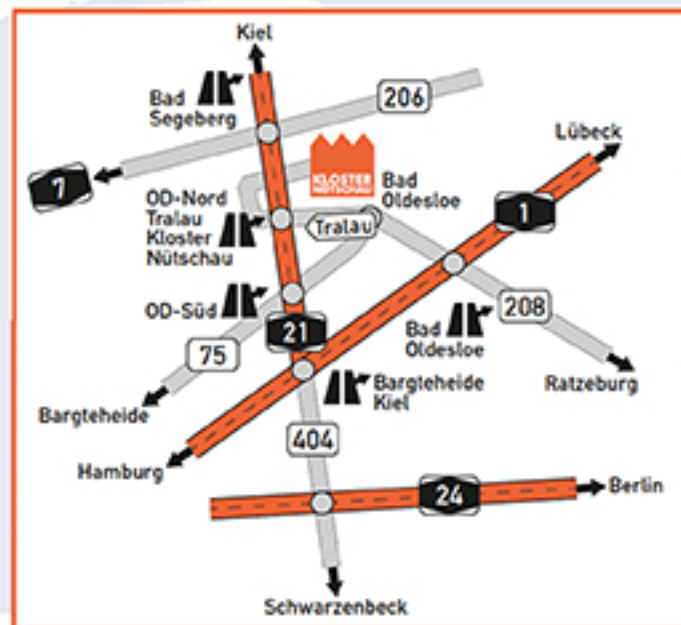 Kiel
Bad
Segeberg
206
Lübeck
7
KLOSTER
NÜTSCHAU
Bad
Oldesloe
1
OD-Nord
Tralau
Kloster
Nütschau
Tralau
OD-Süd
208
21
75
Bad
Oldesloe
Bargteheide
Kiel
Ratzeburg
Bargteheide
404
Hamburg
24
Berlin
Schwarzenbeck